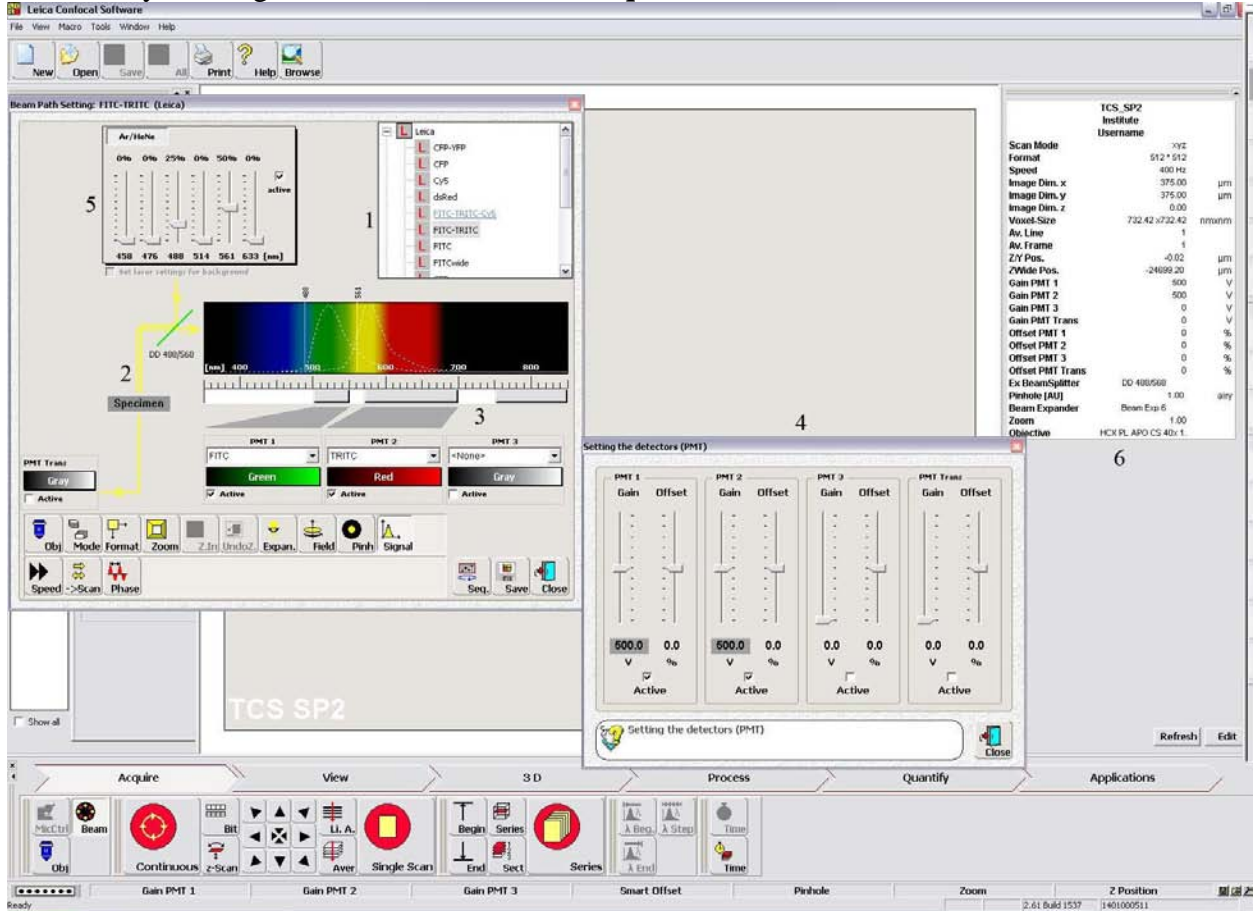 Leica Confocal Software
File View Macro Tools Window Help
New Open Save All Print Help Browse
Beam Path Setting: FITC-TRITC (Leica)
Ar/HeNe
0% 0% 25% 0% 50% 0%
active
458 476 488 514 561 633 [nm]
Set laser settings for background
5
Leica
CFP-YFP
CFP
Cy5
dsRed
FITC-TRITC-Cy5
FITC-TRITC
FITC
FITCwide
1
488 561
DD 488/568
[nm] 400 500 600 700 800
2
Specimen
3
PMT 1 PMT 2 PMT 3
FITC TRITC <None>
Green Red Gray
Active Active Active
PMT Trans
Gray
Active
Obj Mode Format Zoom Z.In UndoZ. Expan. Field Pinh Signal
Speed ->Scan Phase Seq. Save Close
TCS SP2
Show all
4
Setting the detectors (PMT)
PMT 1 PMT 2 PMT 3 PMT Trans
Gain Offset Gain Offset Gain Offset Gain Offset
500.0 0.0 500.0 0.0 0.0 0.0 0.0 0.0
V % V % V % V %
Active Active Active Active
Setting the detectors (PMT)
Close
TCS_SP2
Institute
Username
Scan Mode xyz
Format 512 * 512
Speed 400 Hz
Image Dim. x 375.00 µm
Image Dim. y 375.00 µm
Image Dim. z 0.00
Voxel-Size 732.42 x732.42 nmxnm
Av. Line 1
Av. Frame 1
Z/Y Pos. -0.02 µm
ZWide Pos. -24699.20 µm
Gain PMT 1 500 V
Gain PMT 2 500 V
Gain PMT 3 0 V
Gain PMT Trans 0 V
Offset PMT 1 0 %
Offset PMT 2 0 %
Offset PMT 3 0 %
Offset PMT Trans 0 %
Ex BeamSplitter DD 488/568
Pinhole [AU] 1.00 airy
Beam Expander Beam Exp 6
Zoom 1.00
Objective HCX PL APO CS 40x 1.
6
Refresh Edit
Acquire View 3 D Process Quantify Applications
MicCtrl Beam Bit Li. A. Begin Series λ Beg. λ Step Time
Obj Continuous z-Scan Aver Single Scan End Sect Series λ End Time
Gain PMT 1 Gain PMT 2 Gain PMT 3 Smart Offset Pinhole Zoom Z Position
Ready 2.61 Build 1537 1401000511